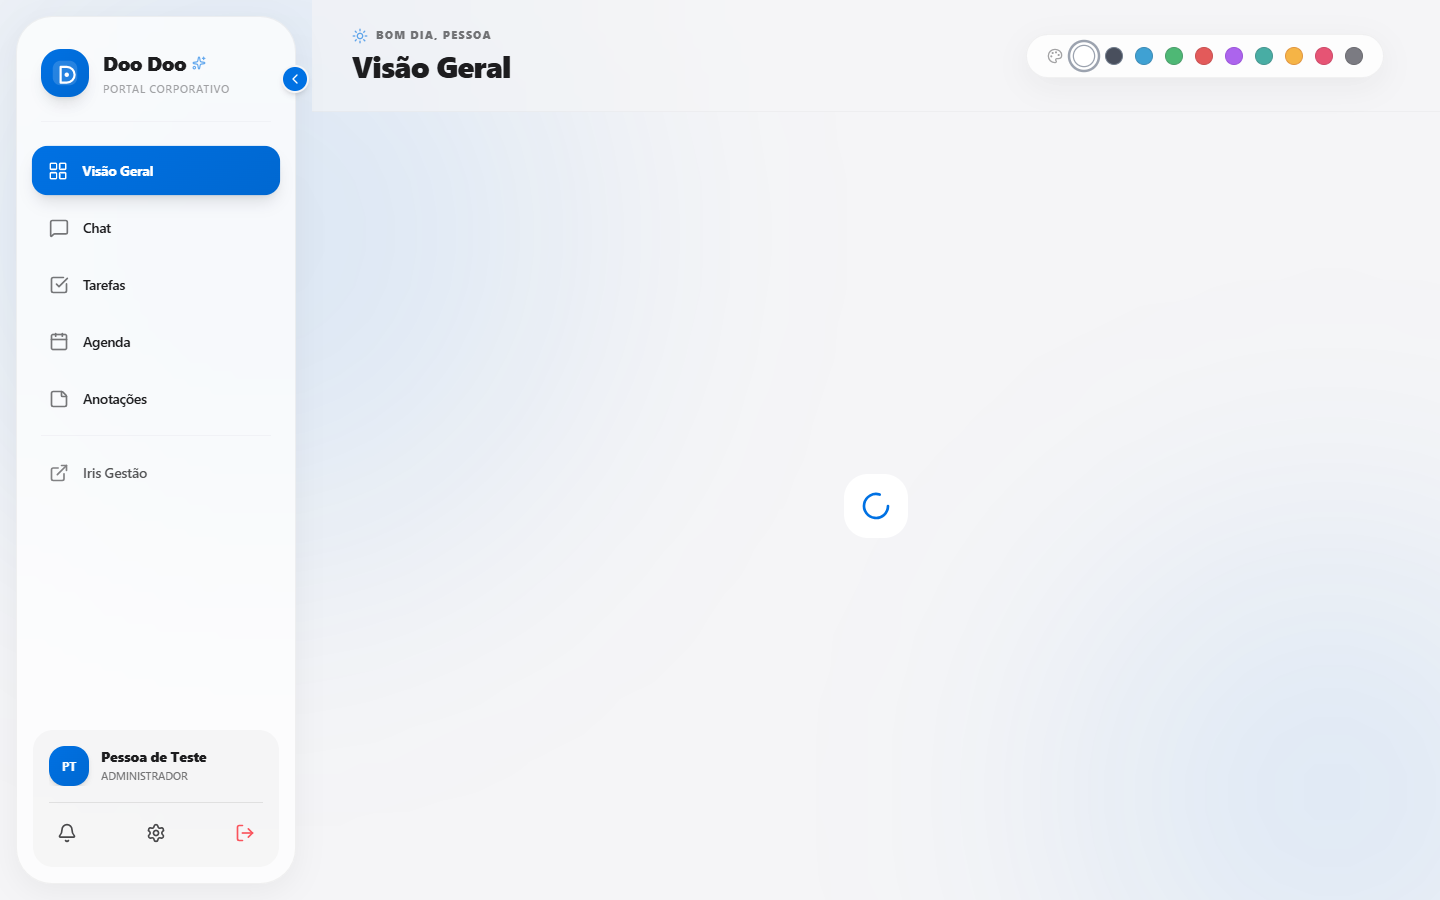 Doo Doo
PORTAL CORPORATIVO
Visão Geral
Chat
Tarefas
Agenda
Anotações
Iris Gestão
PT
Pessoa de Teste
ADMINISTRADOR
BOM DIA, PESSOA
Visão Geral